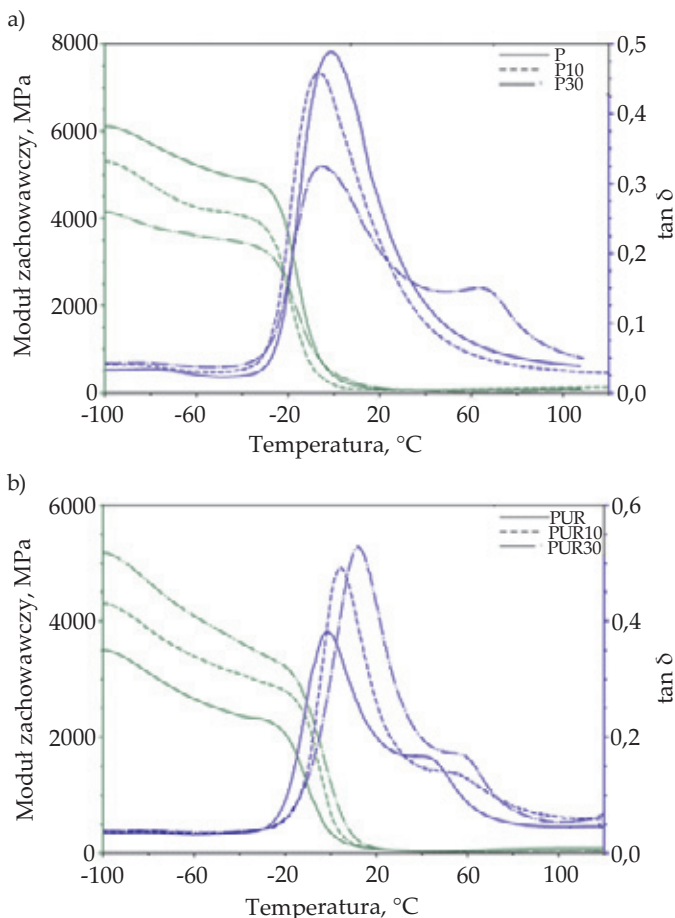 a)
8000
6000
4000
2000
0
Moduł zachowawczy, MPa
0,5
0,4
0,3
0,2
0,1
0,0
tan δ
P
P10
P30
-100
-60
-20
20
60
100
Temperatura, °C
b)
6000
4000
2000
0
Moduł zachowawczy, MPa
0,6
0,4
0,2
0,0
tan δ
PUR
PUR10
PUR30
-100
-60
-20
20
60
100
Temperatura, °C